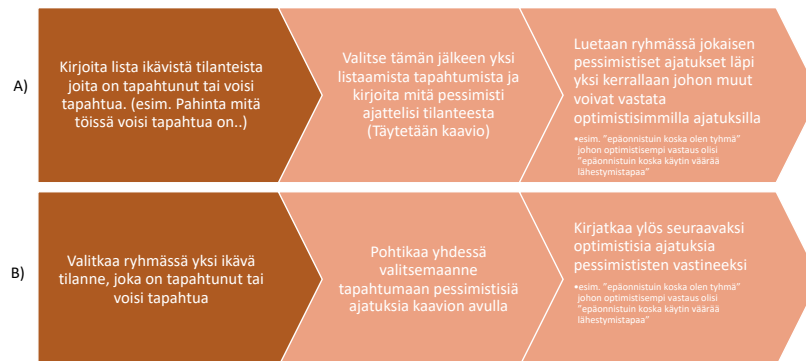 A)
Kirjoita lista ikävistä tilanteista
joita on tapahtunut tai voisi
tapahtua. (esim. Pahinta mitä
töissä voisi tapahtua on..)
Valitse tämän jälkeen yksi
listaamista tapahtumista ja
kirjoita mitä pessimisti
ajattelisi tilanteesta
(Täytetään kaavio)
Luetaan ryhmässä jokaisen
pessimistiset ajatukset läpi
yksi kerrallaan johon muut
voivat vastata
optimistisimmilla ajatuksilla
•esim. "epäonnistuin koska olen tyhmä"
johon optimistisempi vastaus olisi
"epäonnistuin koska käytin väärää
lähestymistapaa"
B)
Valitkaa ryhmässä yksi ikävä
tilanne, joka on tapahtunut tai
voisi tapahtua
Pohtikaa yhdessä
valitsemaanne
tapahtumaan pessimistisiä
ajatuksia kaavion avulla
Kirjatkaa ylös seuraavaksi
optimistisia ajatuksia
pessimististen vastineeksi
•esim. "epäonnistuin koska olen tyhmä"
johon optimistisempi vastaus olisi
"epäonnistuin koska käytin väärää
lähestymistapaa"